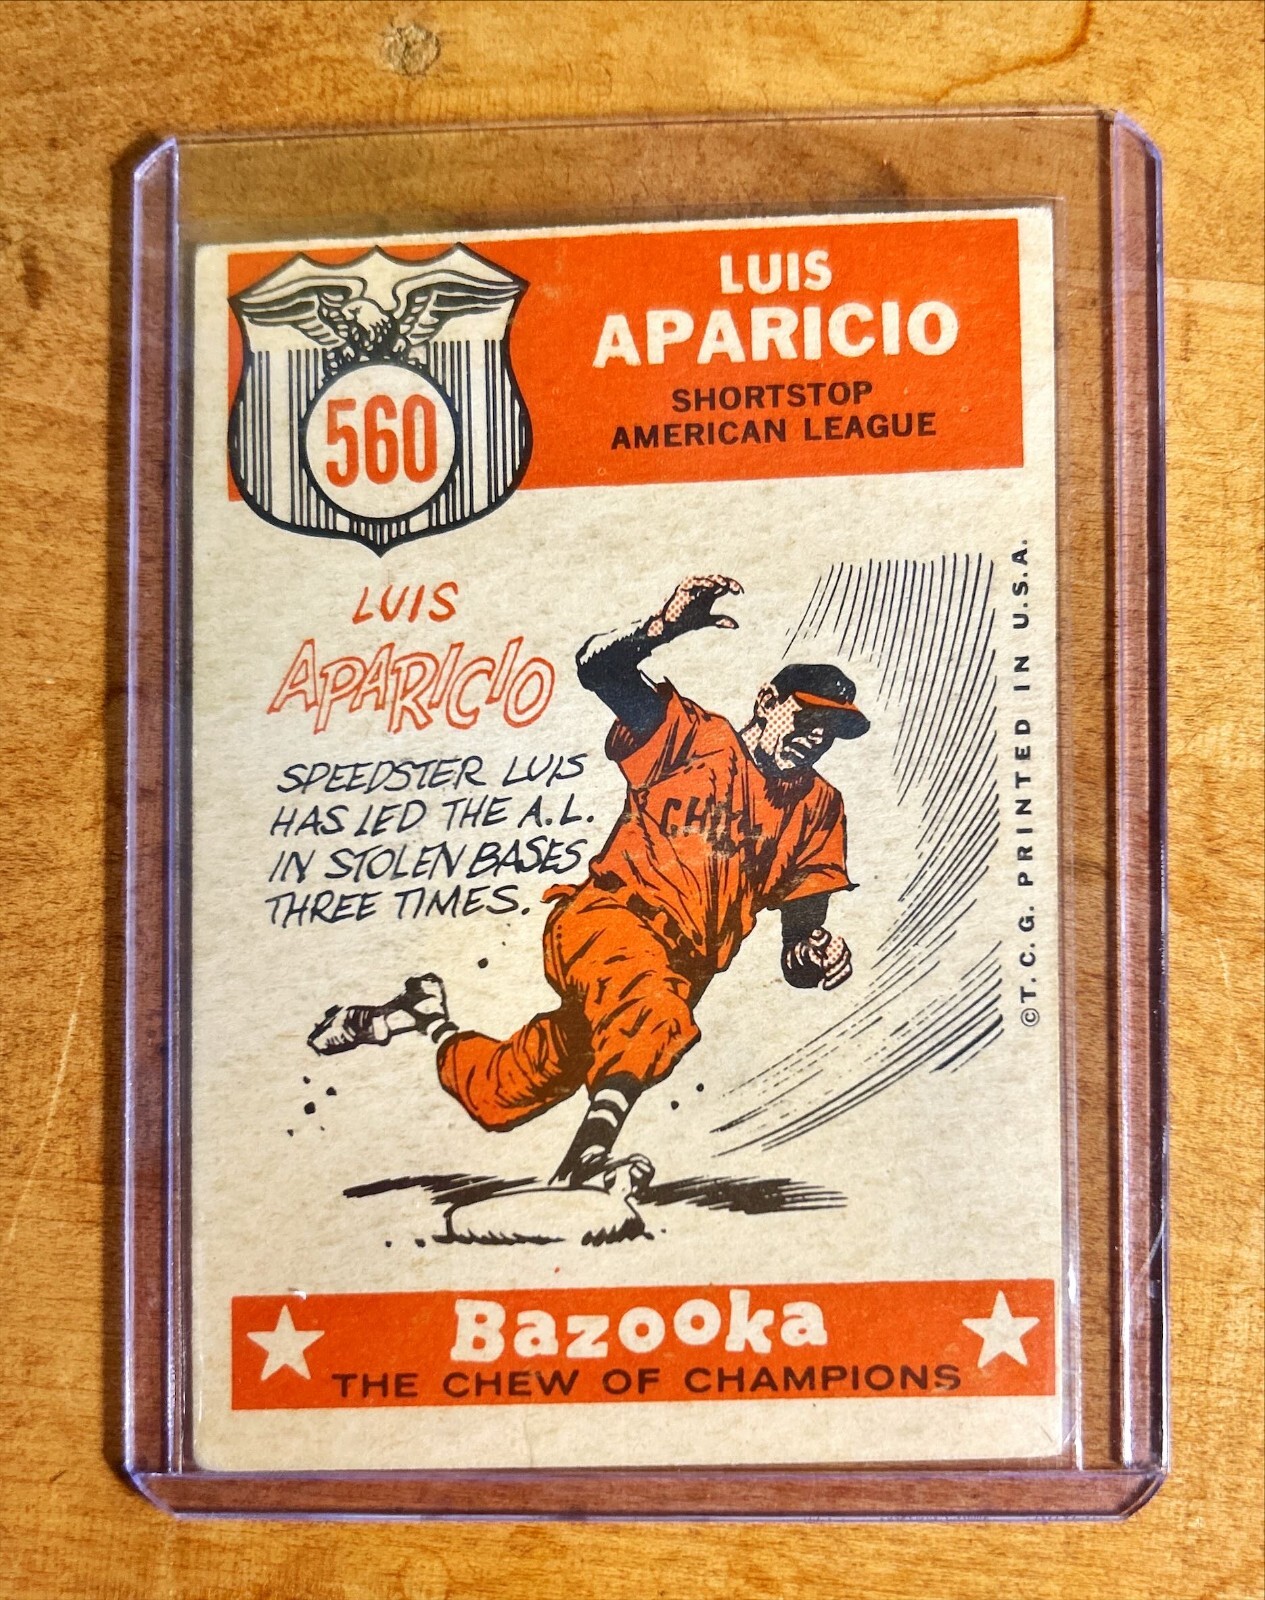 560
LUIS
APARICIO
SHORTSTOP
AMERICAN LEAGUE
LUIS
APARICIO
SPEEDSTER LUIS
HAS LED THE A.L.
IN STOLEN BASES
THREE TIMES.
CHI
© T. C. G. PRINTED IN U.S.A.
Bazooka
THE CHEW OF CHAMPIONS